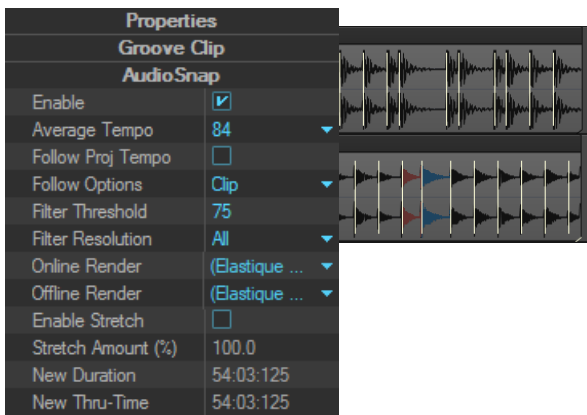 Properties
Groove Clip
AudioSnap
Enable
Average Tempo 84
Follow Proj Tempo
Follow Options Clip
Filter Threshold 75
Filter Resolution All
Online Render (Elastique ...
Offline Render (Elastique ...
Enable Stretch
Stretch Amount (%) 100.0
New Duration 54:03:125
New Thru-Time 54:03:125